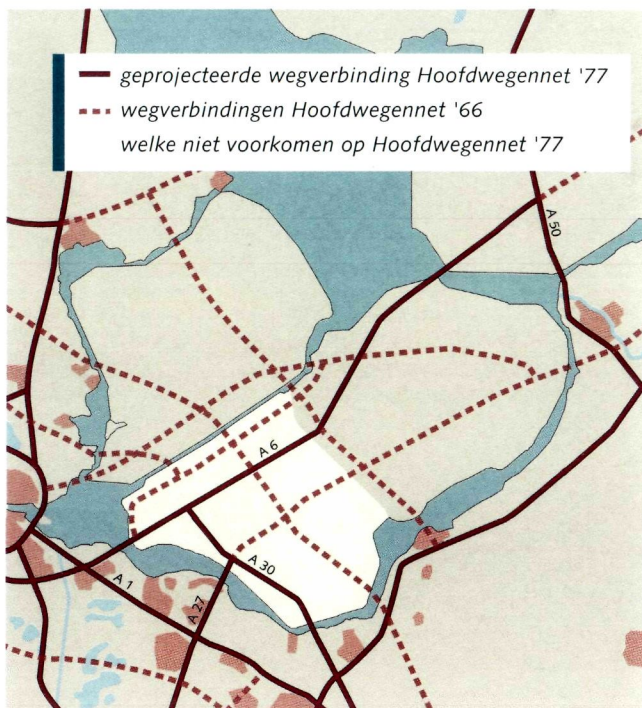 geprojecteerde wegverbinding Hoofdwegennet '77
wegverbindingen Hoofdwegennet '66
welke niet voorkomen op Hoofdwegennet '77
A 50
A 6
A 30
A 1
A 27